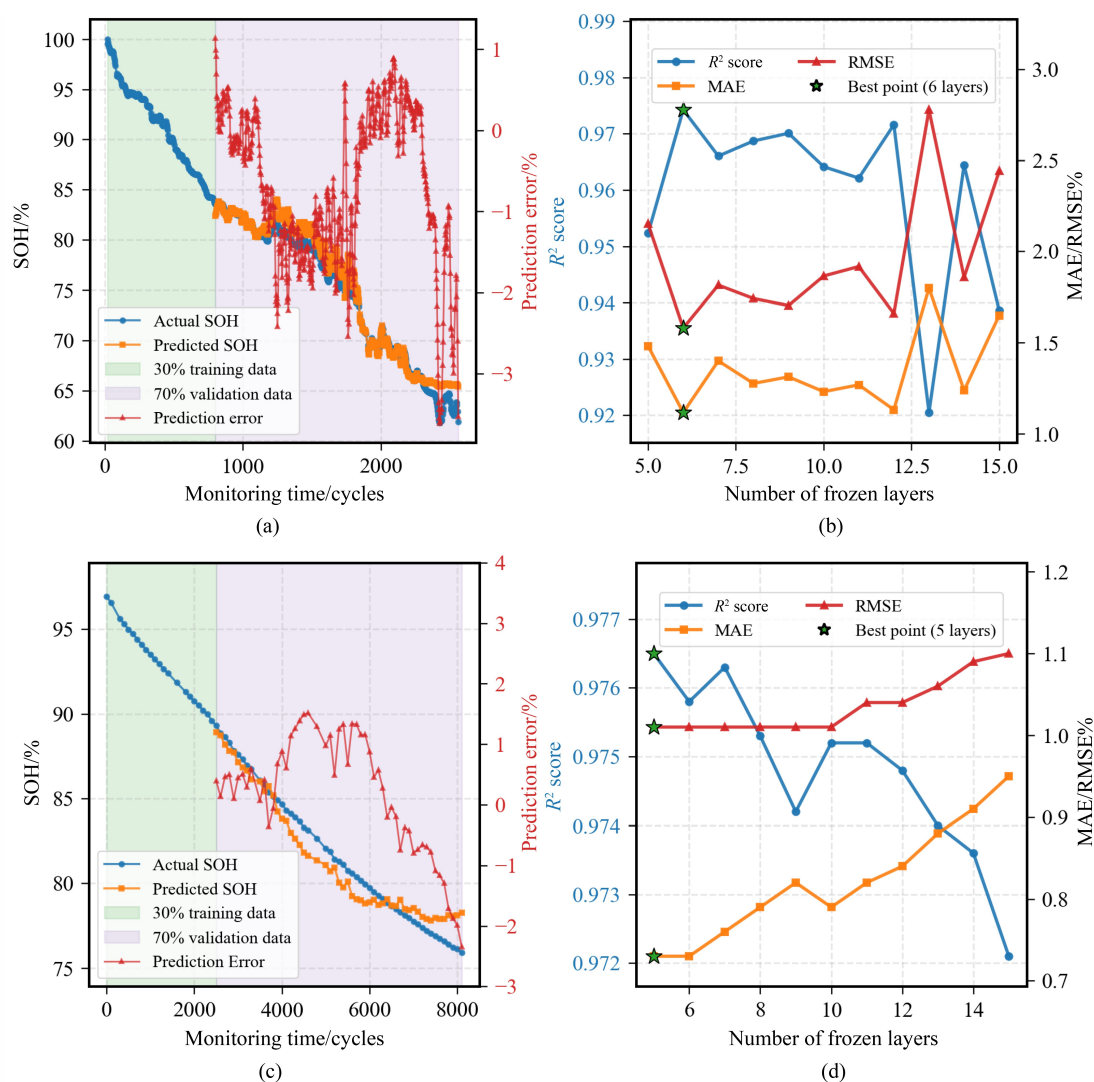 100
95
90
85
80
75
70
65
60
SOH/%
1
0
−1
−2
−3
Prediction error/%
Actual SOH
Predicted SOH
30% training data
70% validation data
Prediction error
0
1000
2000
Monitoring time/cycles
(a)
0.99
0.98
0.97
0.96
0.95
0.94
0.93
0.92
R² score
3.0
2.5
2.0
1.5
1.0
MAE/RMSE%
R² score
RMSE
MAE
Best point (6 layers)
5.0
7.5
10.0
12.5
15.0
Number of frozen layers
(b)
95
90
85
80
75
SOH/%
4
3
2
1
0
−1
−2
−3
Prediction error/%
Actual SOH
Predicted SOH
30% training data
70% validation data
Prediction Error
0
2000
4000
6000
8000
Monitoring time/cycles
(c)
0.977
0.976
0.975
0.974
0.973
0.972
R² score
1.2
1.1
1.0
0.9
0.8
0.7
MAE/RMSE%
R² score
RMSE
MAE
Best point (5 layers)
6
8
10
12
14
Number of frozen layers
(d)